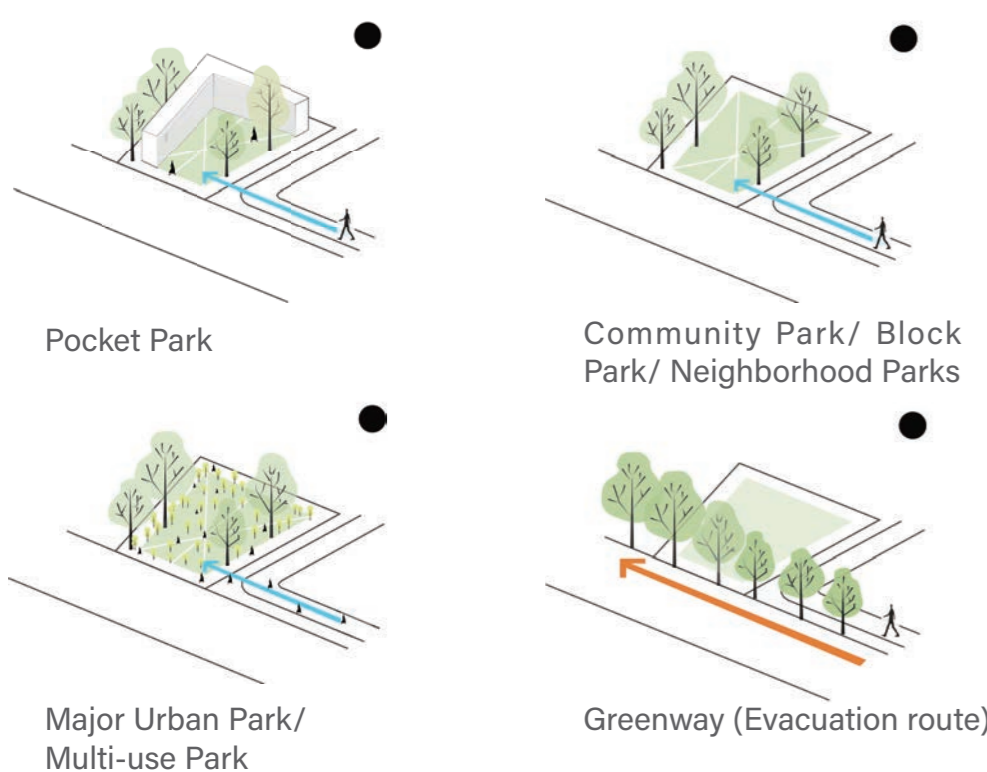 Pocket Park
Community Park/ Block
Park/ Neighborhood Parks
Major Urban Park/
Multi-use Park
Greenway (Evacuation route)